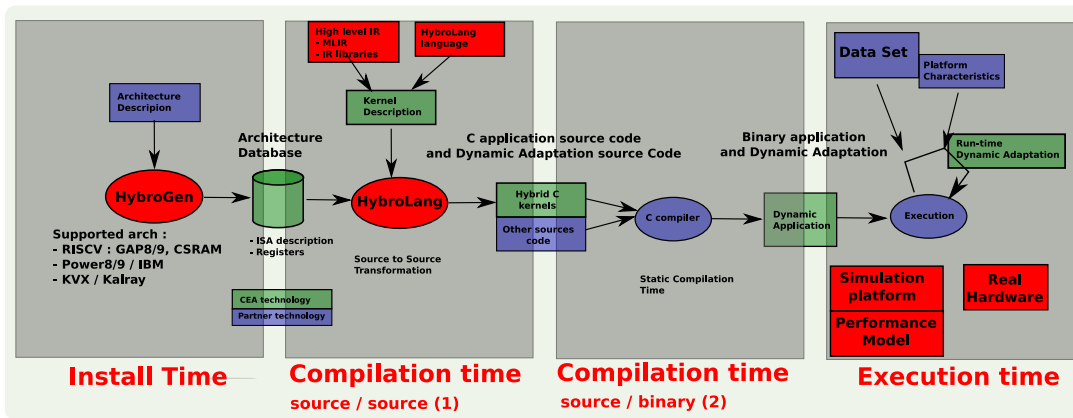 Architecture
Descripion
HybroGen
Supported arch :
- RISCV : GAP8/9, CSRAM
- Power8/9 / IBM
- KVX / Kalray
Install Time
Architecture
Database
- ISA description
- Registers
CEA technology
Partner technology
High level IR
- MLIR
- IR libraries
HybroLang
language
Kernel
Description
HybroLang
Source to Source
Transformation
Compilation time
source / source (1)
C application source code
and Dynamic Adaptation source Code
Hybrid C
kernels
Other sources
code
C compiler
Static Compilation
Time
Compilation time
source / binary (2)
Binary application
and Dynamic Adaptation
Dynamic
Application
Data Set
Platform
Characteristics
Run-time
Dynamic Adaptation
Execution
Simulation
platform
Performance
Model
Real
Hardware
Execution time